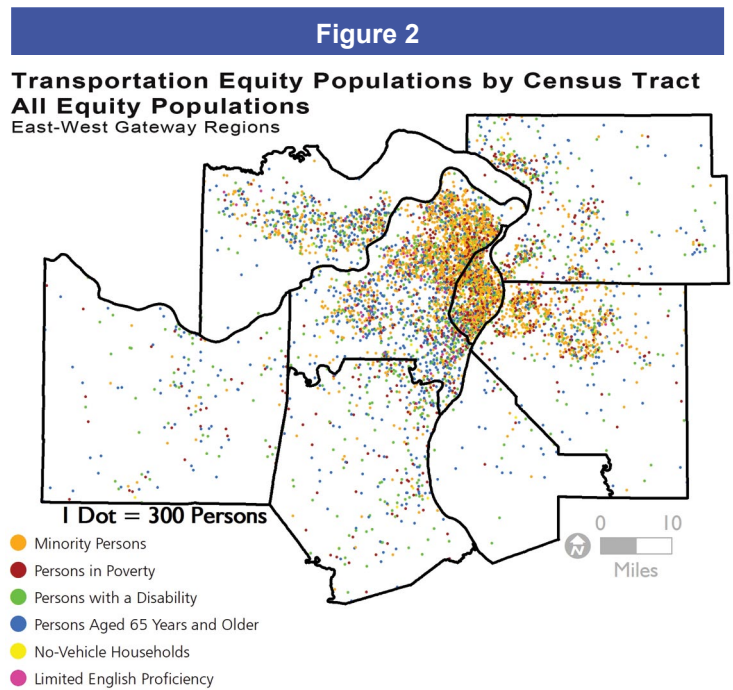 Figure 2
Transportation Equity Populations by Census Tract
All Equity Populations
East-West Gateway Regions
1 Dot = 300 Persons
Minority Persons
Persons in Poverty
Persons with a Disability
Persons Aged 65 Years and Older
No-Vehicle Households
Limited English Proficiency
0 10
N
Miles